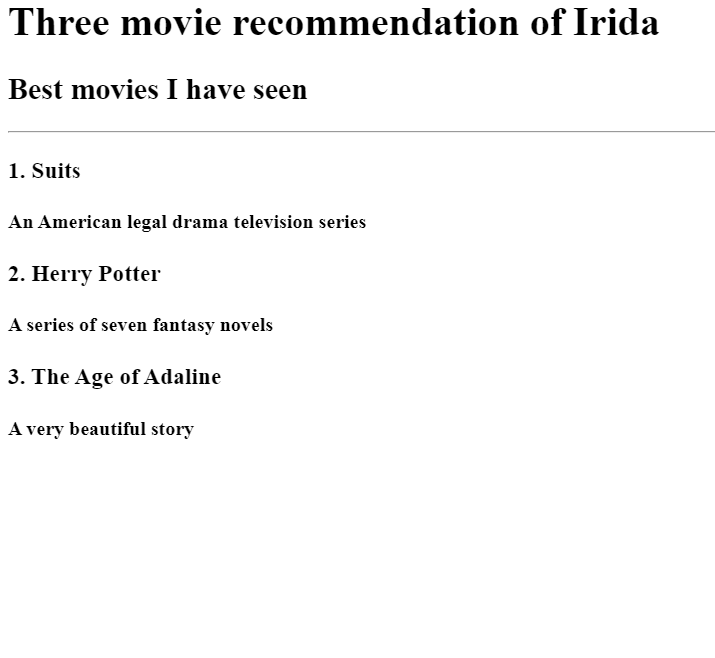 Three movie recommendation of Irida
Best movies I have seen
1. Suits
An American legal drama television series
2. Herry Potter
A series of seven fantasy novels
3. The Age of Adaline
A very beautiful story